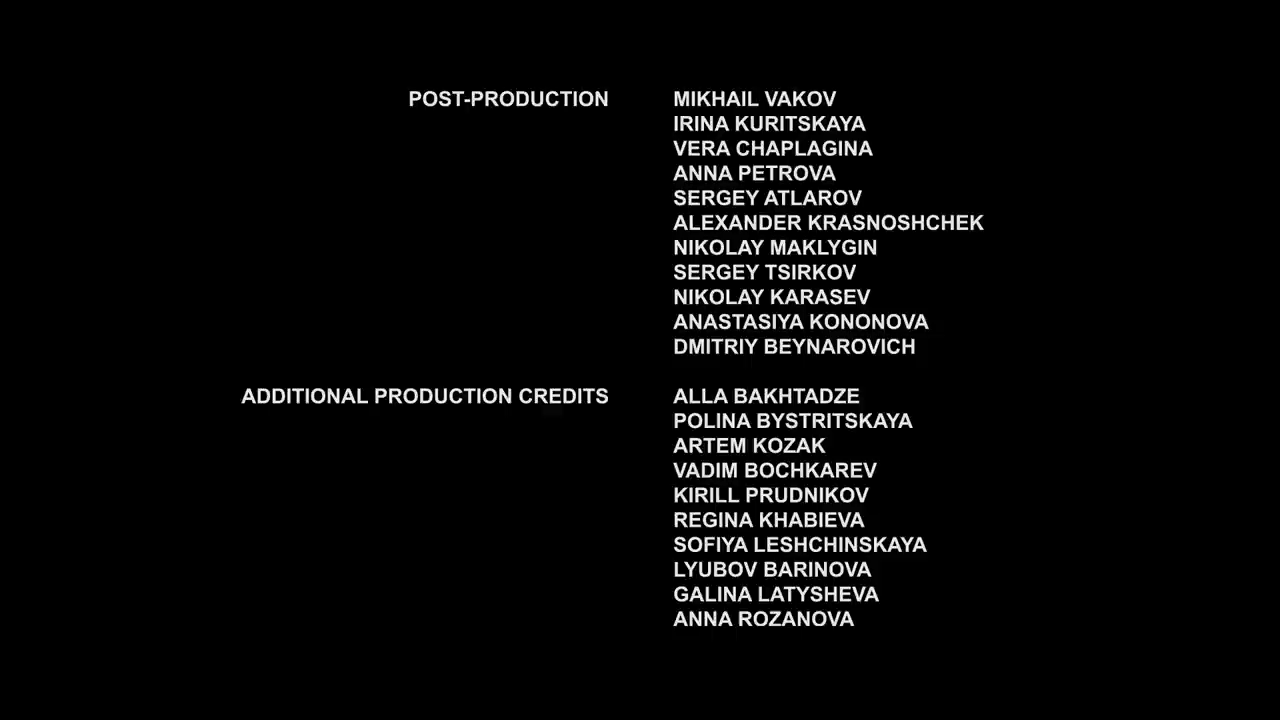 POST-PRODUCTION MIKHAIL VAKOV
IRINA KURITSKAYA
VERA CHAPLAGINA
ANNA PETROVA
SERGEY ATLAROV
ALEXANDER KRASNOSHCHEK
NIKOLAY MAKLYGIN
SERGEY TSIRKOV
NIKOLAY KARASEV
ANASTASIYA KONONOVA
DMITRIY BEYNAROVICH
ADDITIONAL PRODUCTION CREDITS ALLA BAKHTADZE
POLINA BYSTRITSKAYA
ARTEM KOZAK
VADIM BOCHKAREV
KIRILL PRUDNIKOV
REGINA KHABIEVA
SOFIYA LESHCHINSKAYA
LYUBOV BARINOVA
GALINA LATYSHEVA
ANNA ROZANOVA